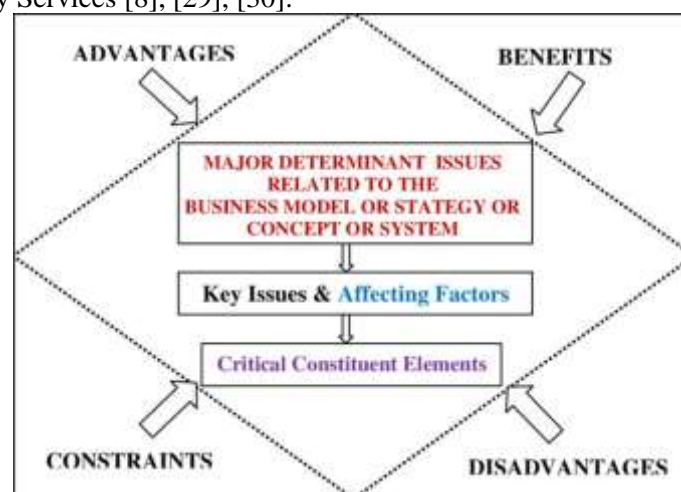 y Services [8], [29], [30].
ADVANTAGES
BENEFITS
MAJOR DETERMINANT ISSUES
RELATED TO THE
BUSINESS MODEL OR STATEGY OR
CONCEPT OR SYSTEM
Key Issues & Affecting Factors
Critical Constituent Elements
CONSTRAINTS
DISADVANTAGES